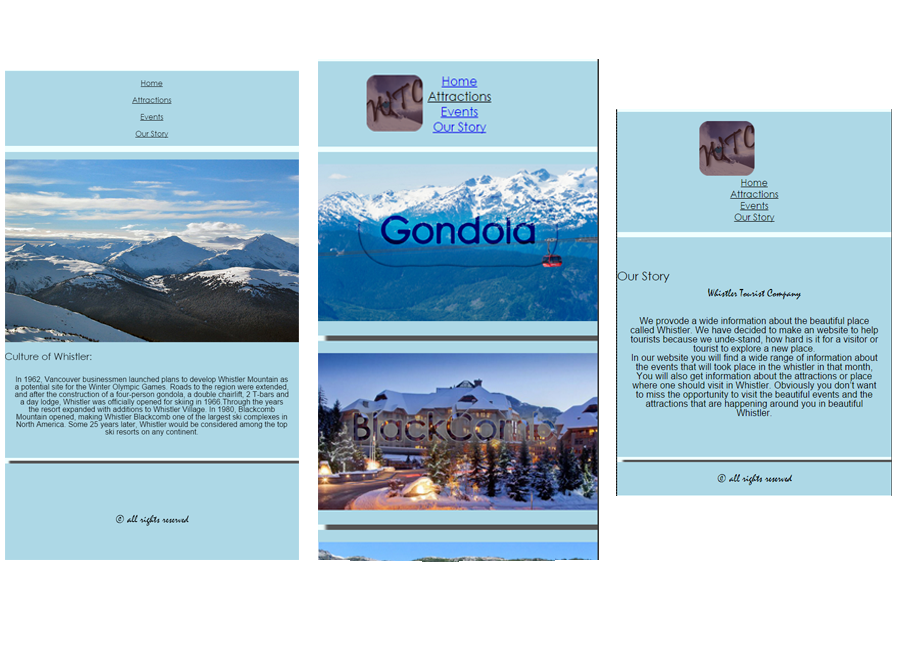 Home
Attractions
Events
Our Story
Culture of Whistler:
In 1962, Vancouver businessmen launched plans to develop Whistler Mountain as
a potential site for the Winter Olympic Games. Roads to the region were extended,
and after the construction of a four-person gondola, a double chairlift, 2 T-bars and
a day lodge, Whistler was officially opened for skiing in 1966.Through the years
the resort expanded with additions to Whistler Village. In 1980, Blackcomb
Mountain opened, making Whistler Blackcomb one of the largest ski complexes in
North America. Some 25 years later, Whistler would be considered among the top
ski resorts on any continent.
© all rights reserved
WTC
Home
Attractions
Events
Our Story
Gondola
BlackComb
WTC
Home
Attractions
Events
Our Story
Our Story
Whistler Tourist Company
We provode a wide information about the beautiful place
called Whistler. We have decided to make an website to help
tourists because we unde-stand, how hard is it for a visitor or
tourist to explore a new place.
In our website you will find a wide range of information about
the events that will took place in the whistler in that month,
You will also get information about the attractions or place
where one should visit in Whistler. Obviously you don't want
to miss the opportunity to visit the beautiful events and the
attractions that are happening around you in beautiful
Whistler.
© all rights reserved